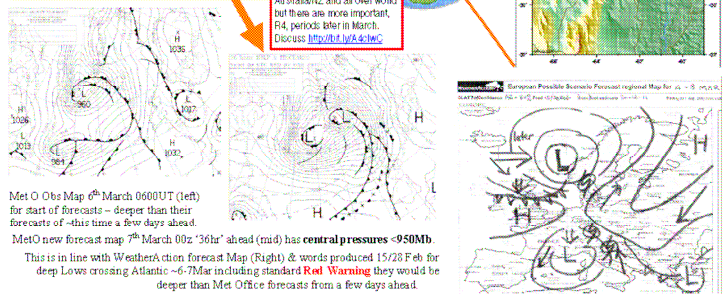 Australia/NZ and all over world
but there are more important,
R4, periods later in March.
Discuss http://bit.ly/A4clwC
H
1036
L
960
L
1017
H
1026
L
1013
L
984
H
1032
L
L
H
H
L
European Possible Scenario Forecast regional Map for
later
L
H
H
L
L
Met O Obs Map 6th March 0600UT (left)
for start of forecasts – deeper than their
forecasts of –this time a few days ahead.
MetO new forecast map 7th March 00z '36hr' ahead (mid) has central pressures <950Mb.
This is in line with WeatherAction forecast Map (Right) & words produced 15/28 Feb for
deep Lows crossing Atlantic ~6-7Mar including standard Red Warning they would be
deeper than Met Office forecasts from a few days ahead.